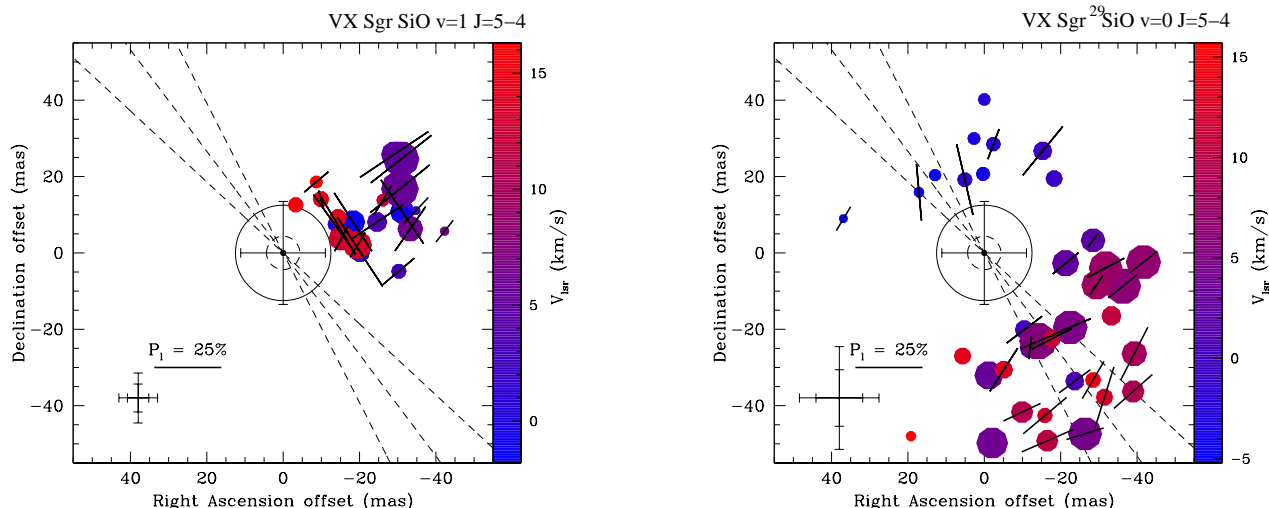 VX Sgr SiO v=1 J=5−4
40
20
0
−20
−40
Declination offset (mas)
P₁ = 25%
40
20
0
−20
−40
Right Ascension offset (mas)
15
10
5
0
V_lsr (km/s)
VX Sgr ²⁹SiO v=0 J=5−4
40
20
0
−20
−40
Declination offset (mas)
P₁ = 25%
40
20
0
−20
−40
Right Ascension offset (mas)
15
10
5
0
−5
V_lsr (km/s)